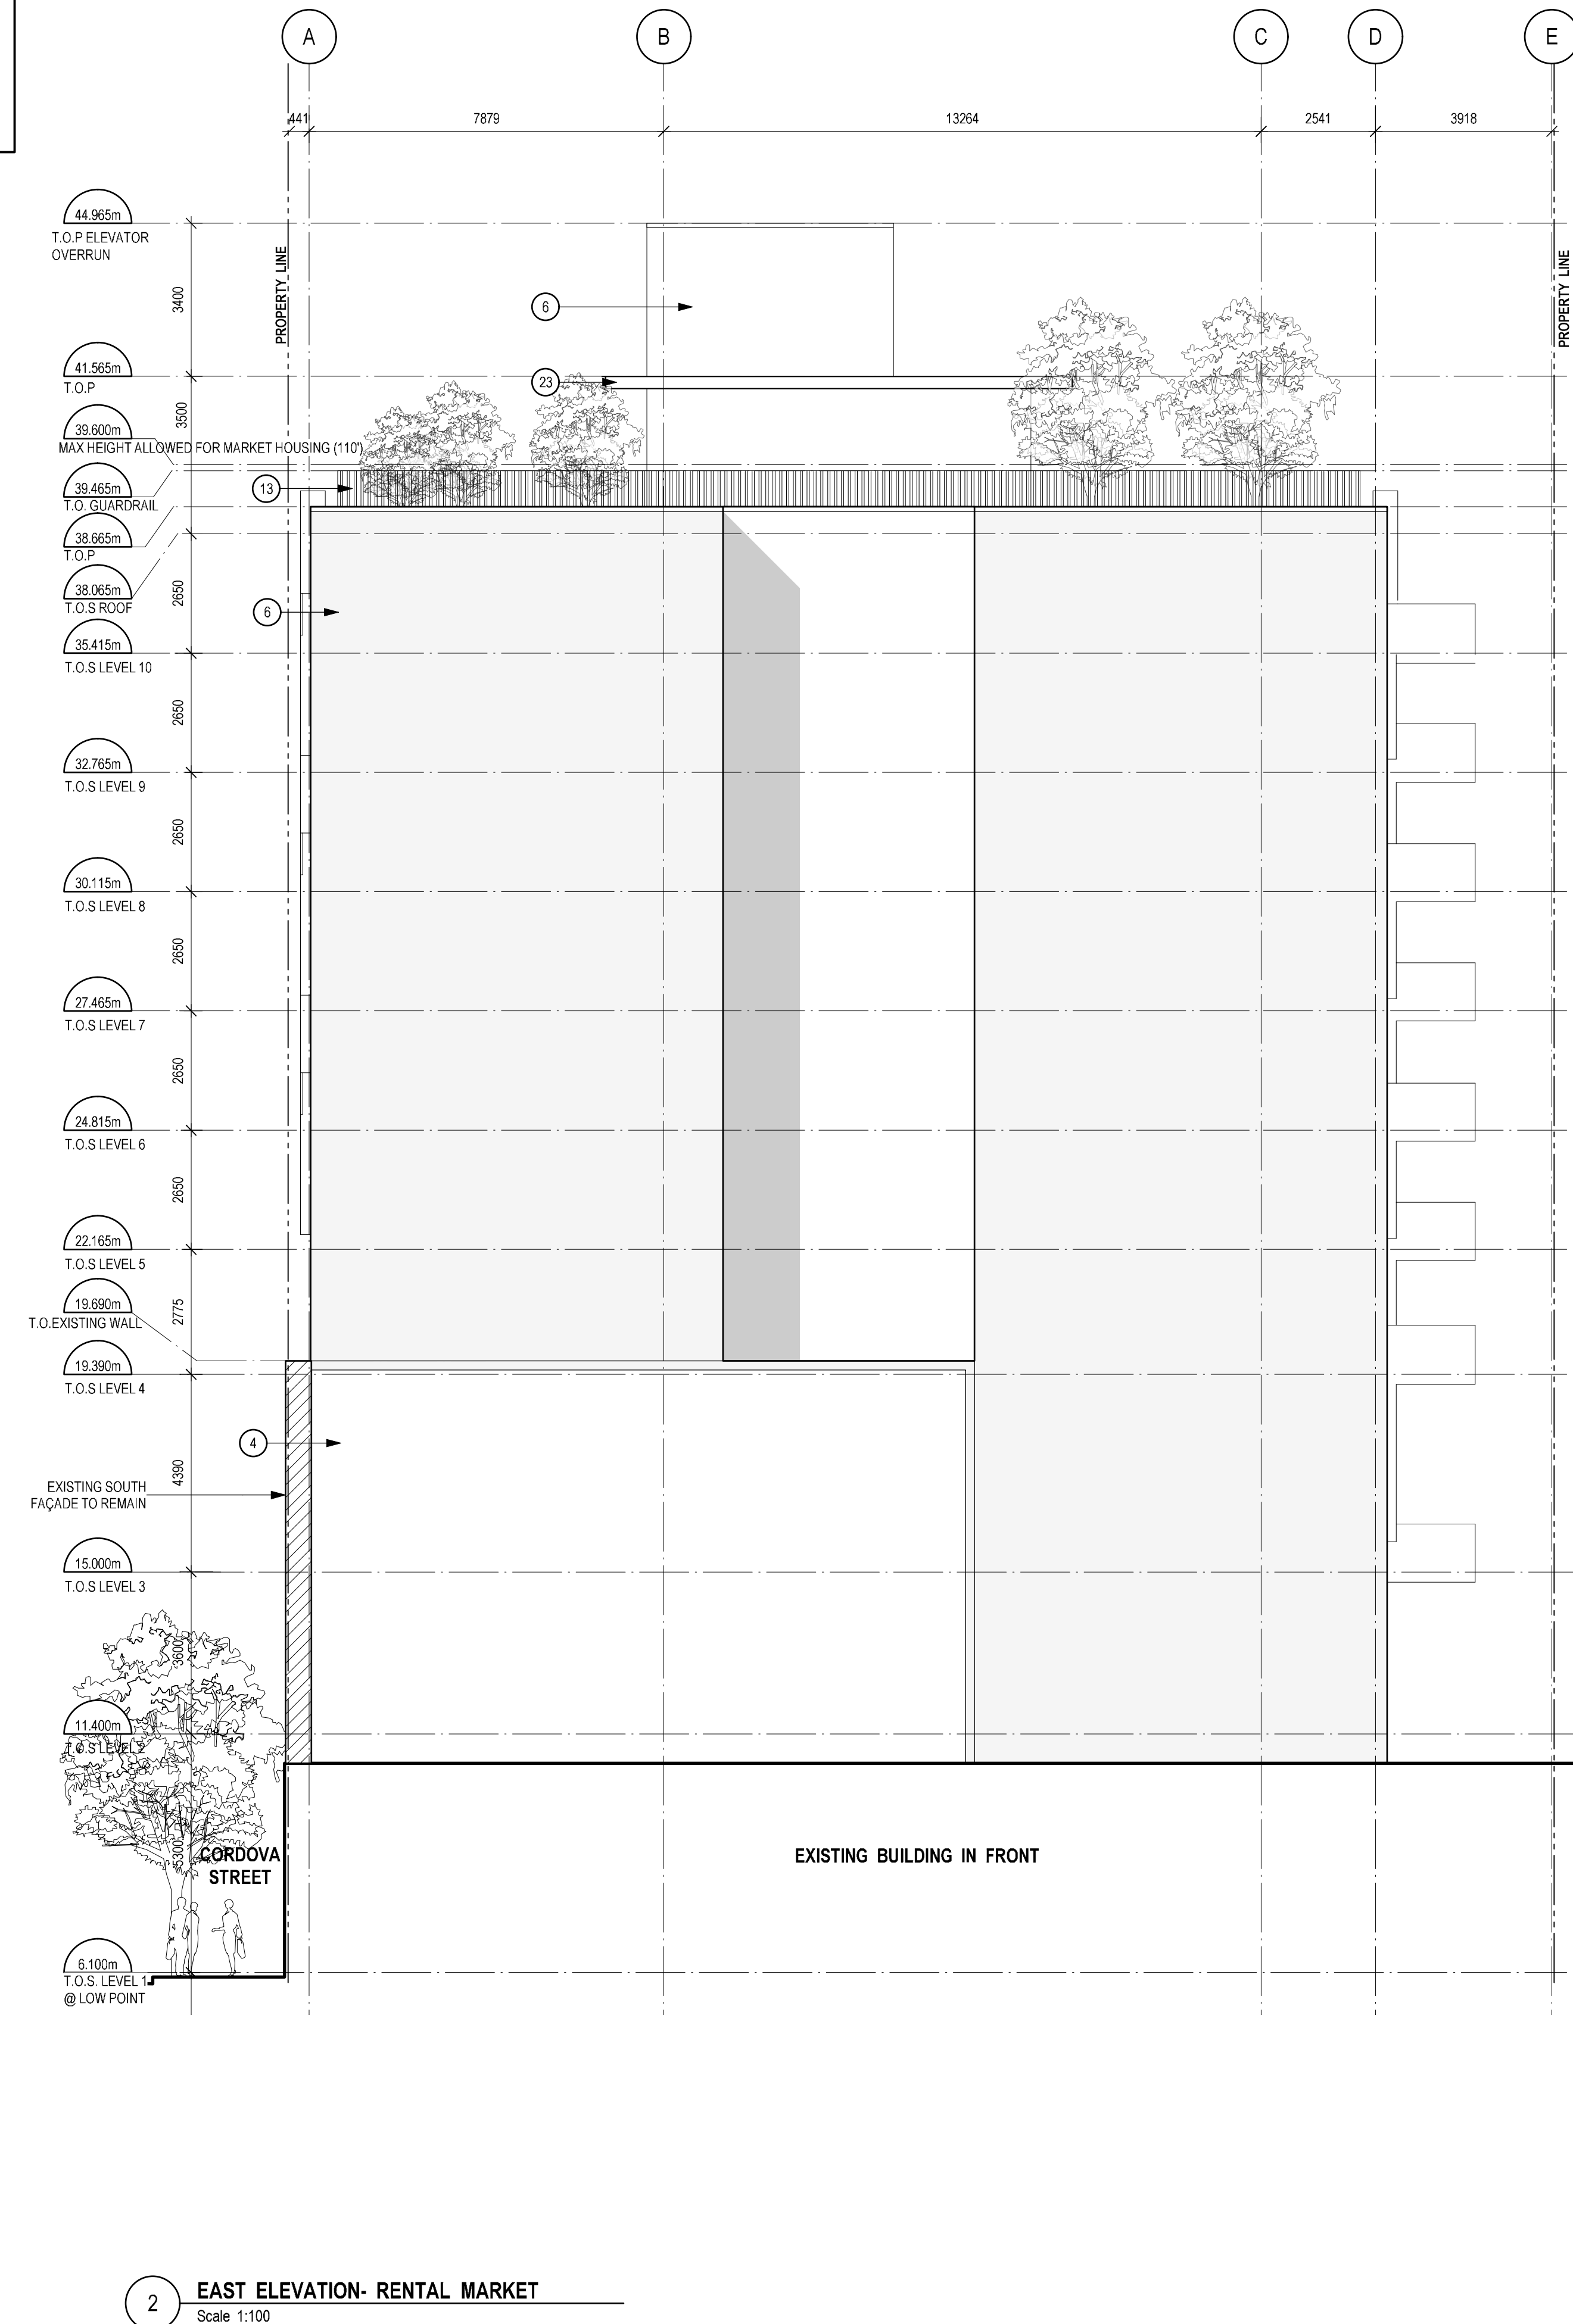 A
B
C
D
E
441
7879
13264
2541
3918
44.965m
T.O.P ELEVATOR
OVERRUN
PROPERTY LINE
PROPERTY LINE
3400
6
41.565m
T.O.P
23
3500
39.600m
MAX HEIGHT ALLOWED FOR MARKET HOUSING (110')
39.465m
T.O. GUARDRAIL
13
38.665m
T.O.P
38.065m
T.O.S ROOF
2650
6
35.415m
T.O.S LEVEL 10
2650
32.765m
T.O.S LEVEL 9
2650
30.115m
T.O.S LEVEL 8
2650
27.465m
T.O.S LEVEL 7
2650
24.815m
T.O.S LEVEL 6
2650
22.165m
T.O.S LEVEL 5
2775
19.690m
T.O.EXISTING WALL
19.390m
T.O.S LEVEL 4
4
4390
EXISTING SOUTH
FAÇADE TO REMAIN
15.000m
T.O.S LEVEL 3
3600
11.400m
T.O.S LEVEL 2
5300
CORDOVA
STREET
EXISTING BUILDING IN FRONT
6.100m
T.O.S. LEVEL 1
@ LOW POINT
2
EAST ELEVATION- RENTAL MARKET
Scale 1:100